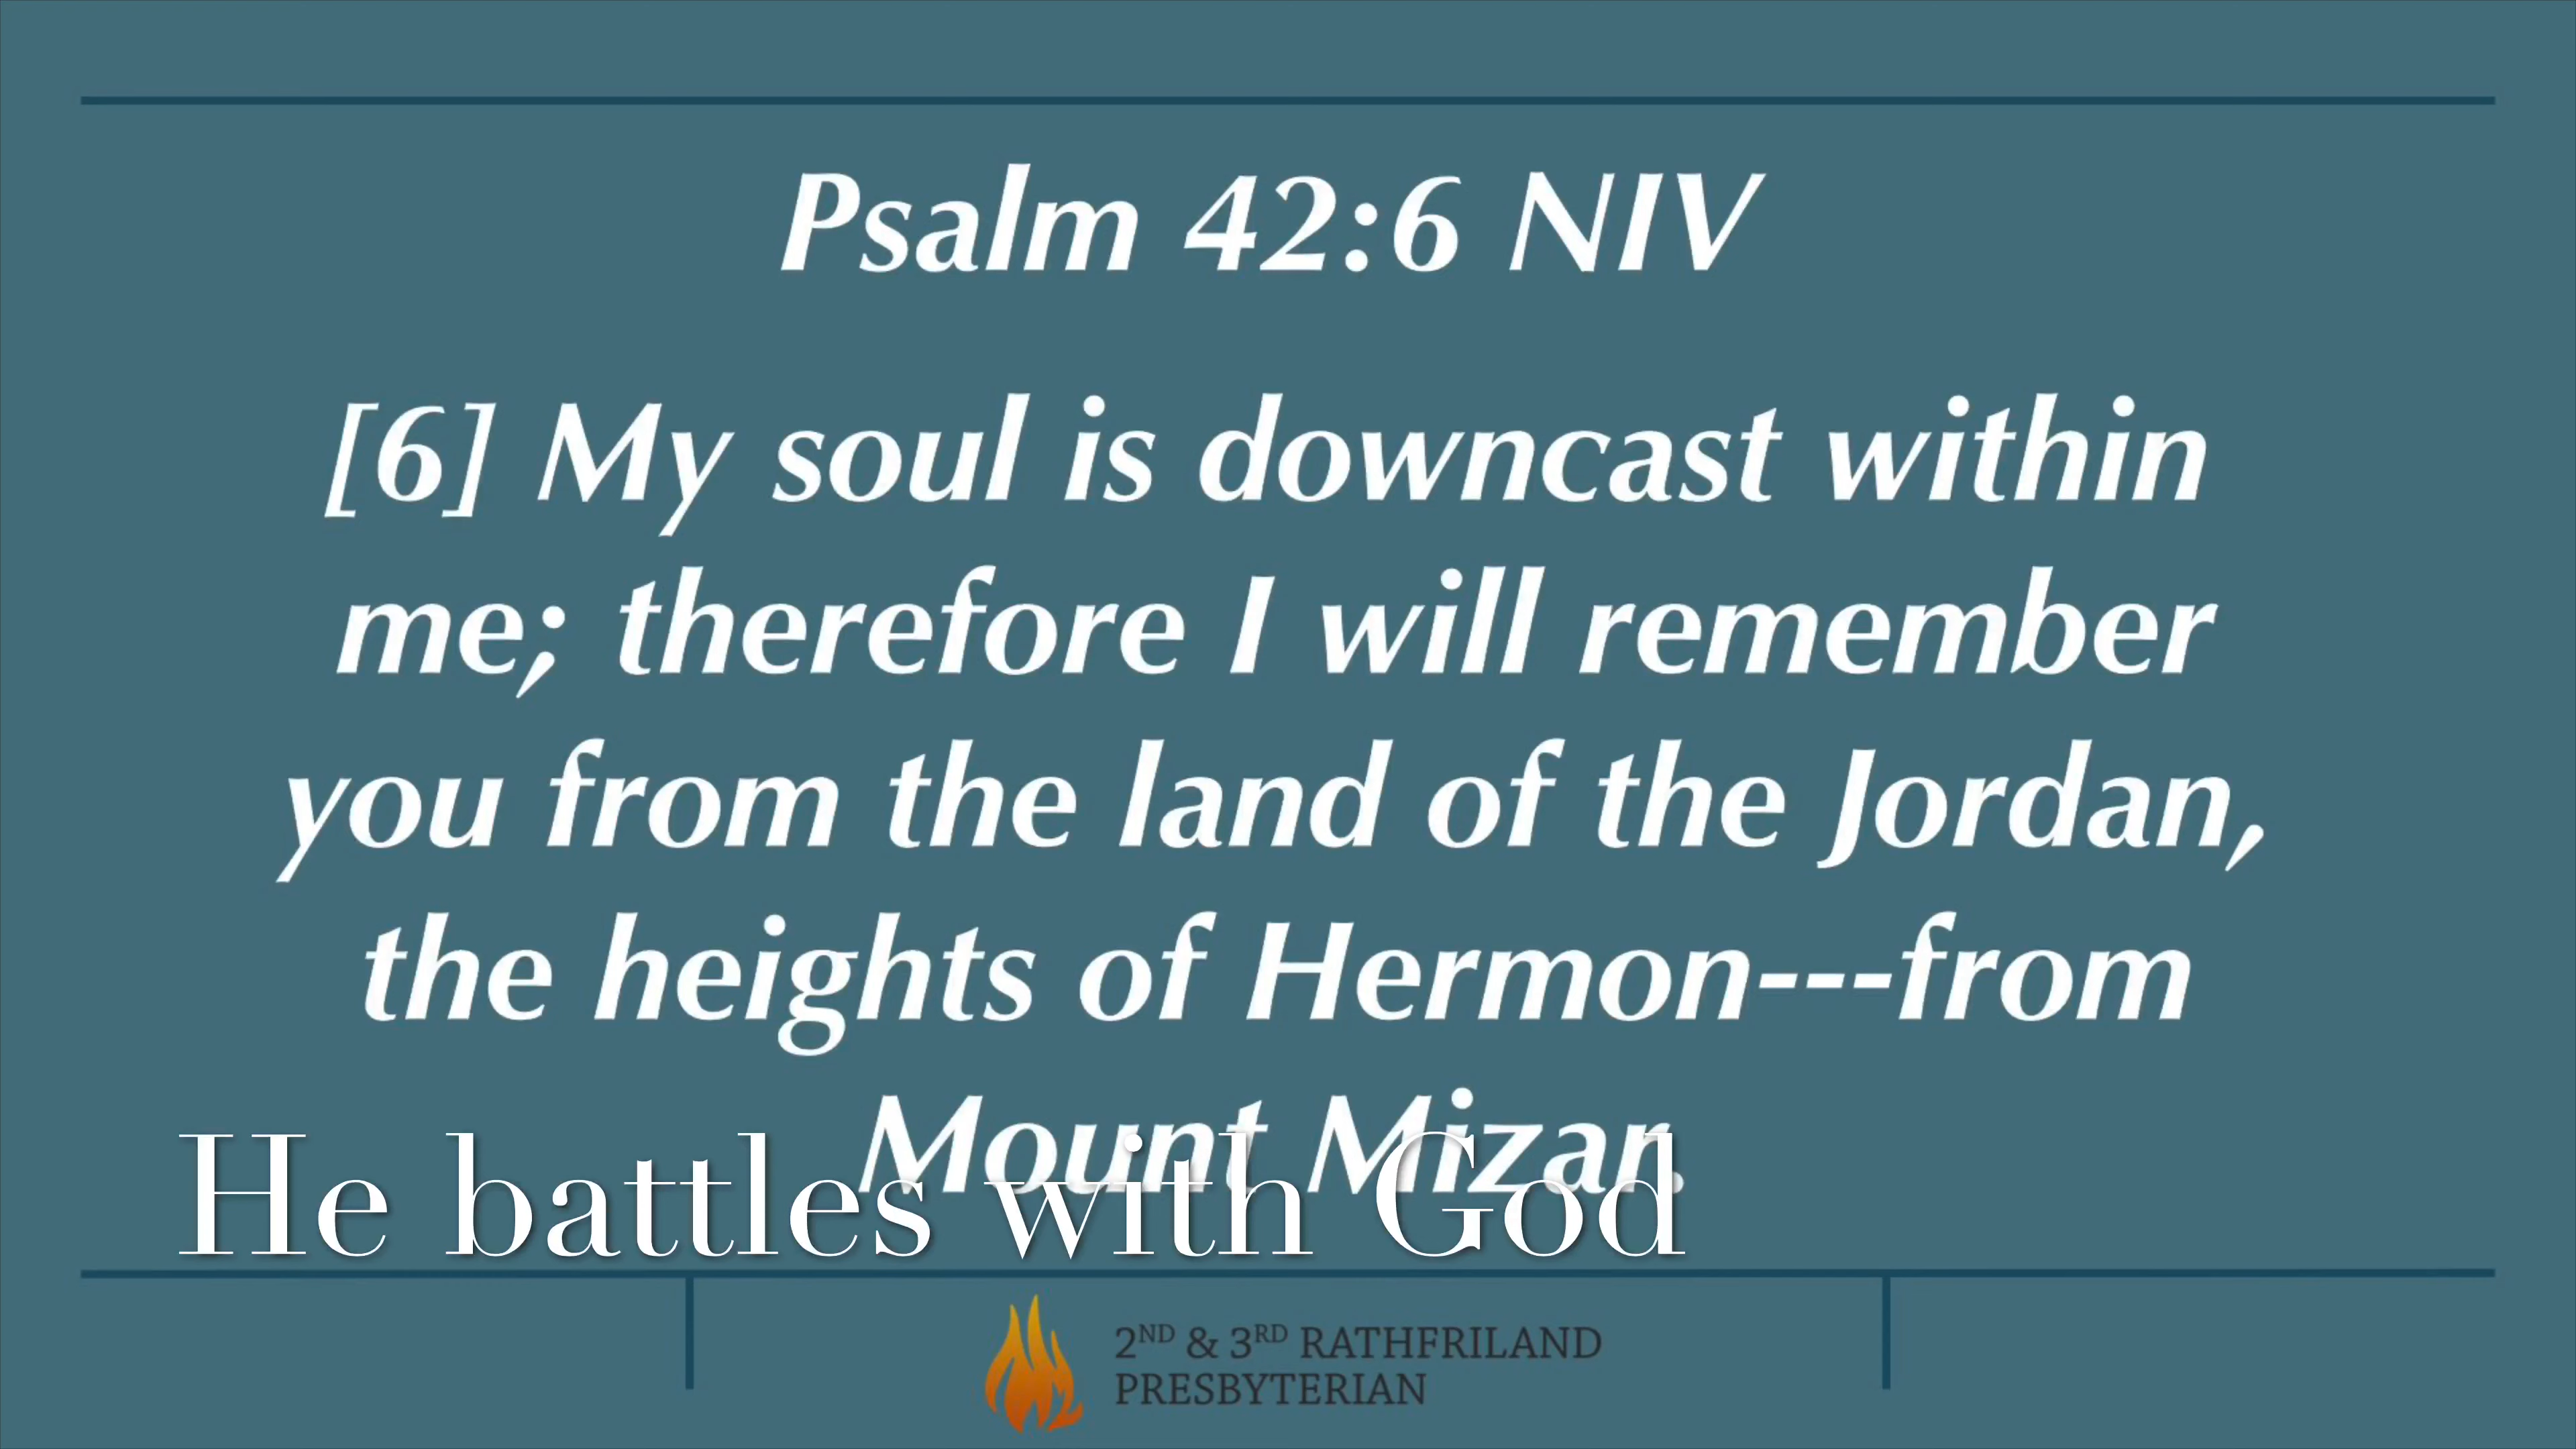 Psalm 42:6 NIV
[6] My soul is downcast within
me; therefore I will remember
you from the land of the Jordan,
the heights of Hermon---from
Mount Mizar.
He battles with God
2ND & 3RD RATHFRILAND
PRESBYTERIAN